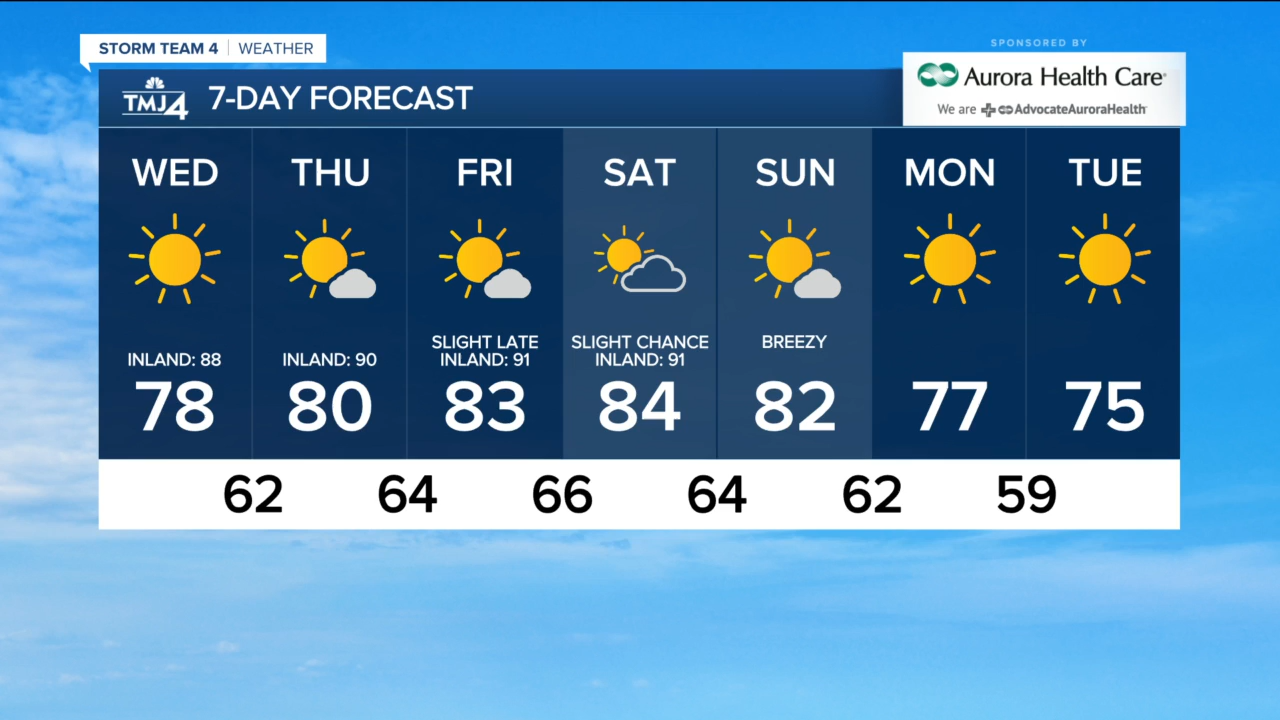 STORM TEAM 4 | WEATHER
SPONSORED BY
Aurora Health Care®
We are AdvocateAuroraHealth
TMJ4
7-DAY FORECAST
WED THU FRI SAT SUN MON TUE
SLIGHT LATE SLIGHT CHANCE BREEZY
INLAND: 88 INLAND: 90 INLAND: 91 INLAND: 91
78 80 83 84 82 77 75
62 64 66 64 62 59